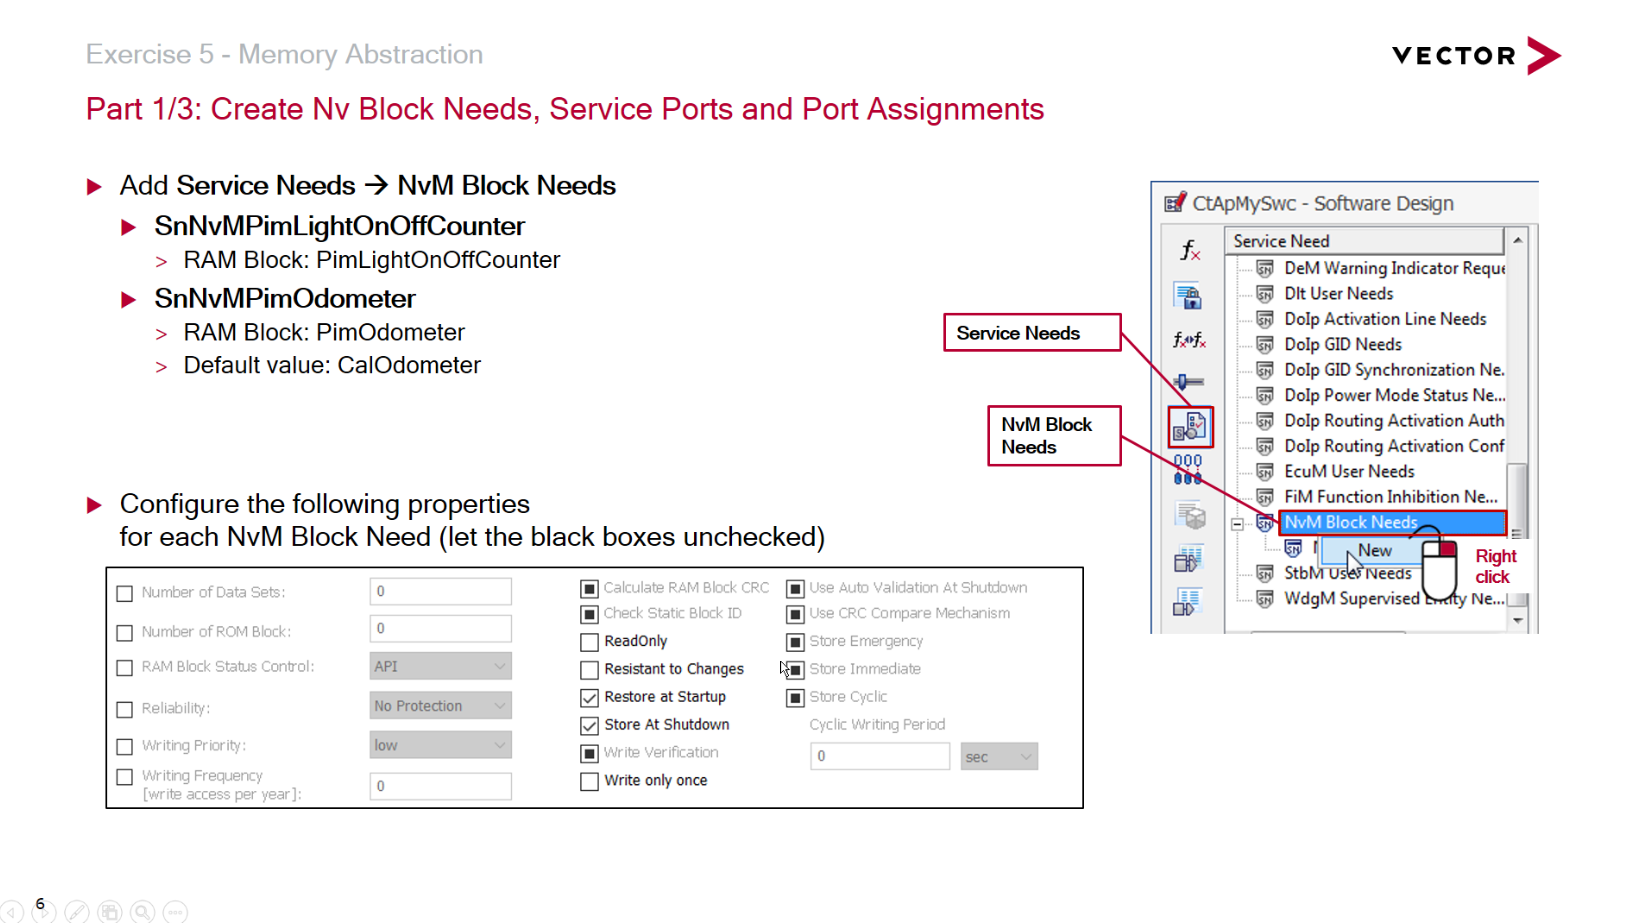 Exercise 5 - Memory Abstraction
VECTOR
Part 1/3: Create Nv Block Needs, Service Ports and Port Assignments
Add Service Needs → NvM Block Needs
SnNvMPimLightOnOffCounter
> RAM Block: PimLightOnOffCounter
SnNvMPimOdometer
> RAM Block: PimOdometer
> Default value: CalOdometer
Configure the following properties
for each NvM Block Need (let the black boxes unchecked)
Number of Data Sets: 0
Number of ROM Block: 0
RAM Block Status Control: API
Reliability: No Protection
Writing Priority: low
Writing Frequency
[write access per year]: 0
Calculate RAM Block CRC
Check Static Block ID
ReadOnly
Resistant to Changes
Restore at Startup
Store At Shutdown
Write Verification
Write only once
Use Auto Validation At Shutdown
Use CRC Compare Mechanism
Store Emergency
Store Immediate
Store Cyclic
Cyclic Writing Period
0 sec
Service Needs
NvM Block
Needs
CtApMySwc - Software Design
Service Need
DeM Warning Indicator Reque
Dlt User Needs
DoIp Activation Line Needs
DoIp GID Needs
DoIp GID Synchronization Ne.
DoIp Power Mode Status Ne...
DoIp Routing Activation Auth
DoIp Routing Activation Conf
EcuM User Needs
FiM Function Inhibition Ne...
NvM Block Needs
New
StbM User Needs
WdgM Supervised Entity Ne...
Right
click
6